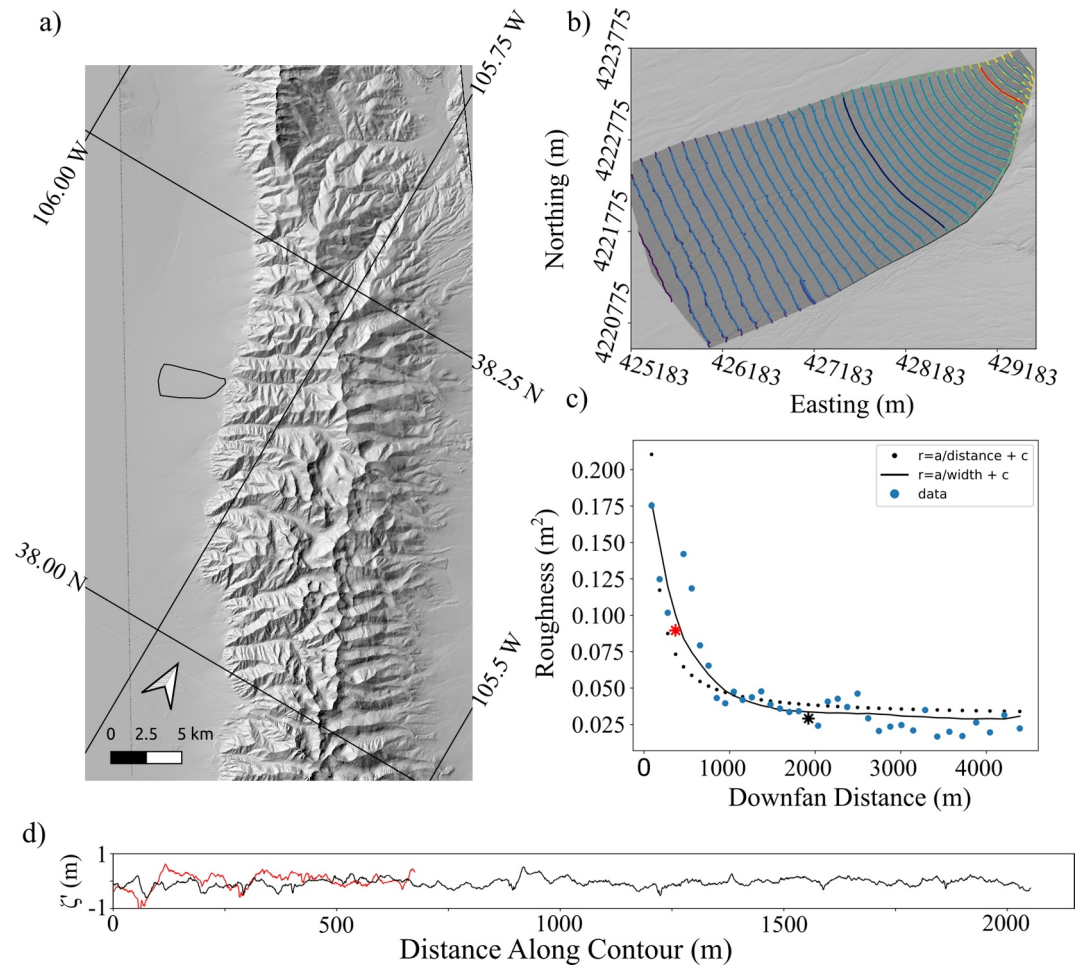 a)
106.00 W
105.75 W
38.25 N
38.00 N
105.5 W
0 2.5 5 km
b)
Northing (m)
4223775
4222775
4221775
4220775
425183 426183 427183 428183 429183
Easting (m)
c)
Roughness (m²)
0.200
0.175
0.150
0.125
0.100
0.075
0.050
0.025
r=a/distance + c
r=a/width + c
data
0 1000 2000 3000 4000
Downfan Distance (m)
d)
ζ' (m)
1
-1
0 500 1000 1500 2000
Distance Along Contour (m)